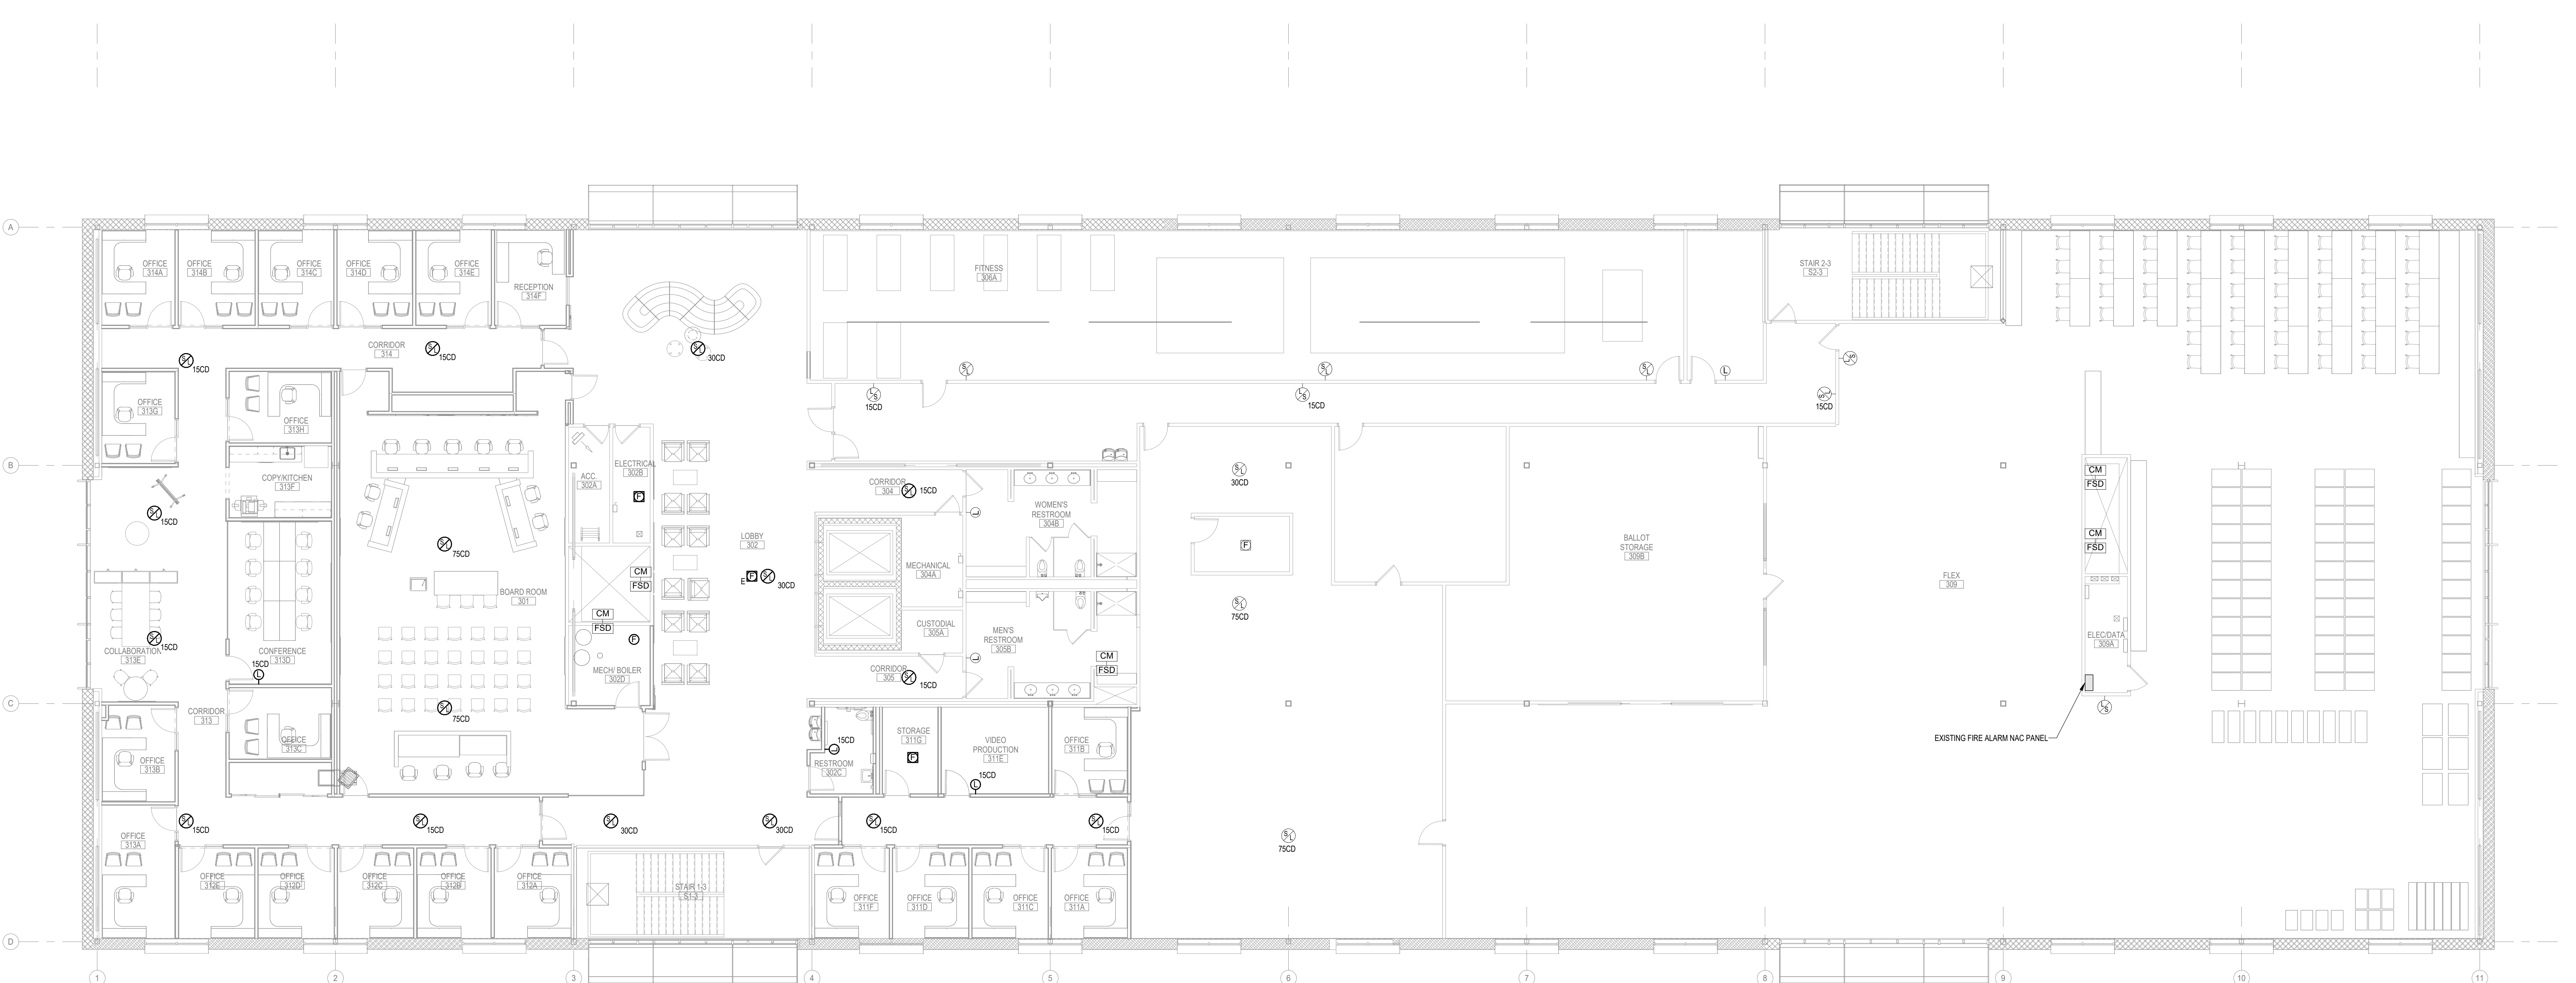 A
OFFICE
314A
OFFICE
314B
OFFICE
314C
OFFICE
314D
OFFICE
314E
RECEPTION
314F
FITNESS
306A
STAIR 2-3
S2-3
CORRIDOR
314
S/L
15CD
S/L
15CD
S/L
30CD
S/L
S/L
S/L
L
L/S
L/S
15CD
L/S
15CD
L/S
15CD
OFFICE
313G
OFFICE
313H
B
COPY/KITCHEN
313F
ACC.
302A
ELECTRICAL
302B
F
CORRIDOR
304
S/L
15CD
WOMEN'S
RESTROOM
304B
L
S/L
30CD
CM
FSD
CM
FSD
S/L
15CD
S/L
75CD
LOBBY
302
E
F
S/L
30CD
MECHANICAL
304A
F
BALLOT
STORAGE
309B
FLEX
309
CM
FSD
BOARD ROOM
301
CM
FSD
F
S/L
75CD
CUSTODIAL
305A
MEN'S
RESTROOM
305B
L
ELEC/DATA
309A
S/L
15CD
COLLABORATION
313E
CONFERENCE
313D
15CD
L
MECH/ BOILER
302D
CORRIDOR
305
S/L
15CD
CM
FSD
C
CORRIDOR
313
S/L
75CD
L/S
OFFICE
313C
OFFICE
313B
15CD
L
RESTROOM
302C
STORAGE
311G
F
VIDEO
PRODUCTION
311E
15CD
L
OFFICE
311B
EXISTING FIRE ALARM NAC PANEL
S/L
15CD
S/L
15CD
S/L
30CD
S/L
30CD
S/L
15CD
S/L
15CD
S/L
75CD
OFFICE
313A
OFFICE
312E
OFFICE
312D
OFFICE
312C
OFFICE
312B
OFFICE
312A
STAIR 1-3
S1-3
OFFICE
311F
OFFICE
311D
OFFICE
311C
OFFICE
311A
D
1
2
3
4
5
6
7
8
9
10
11